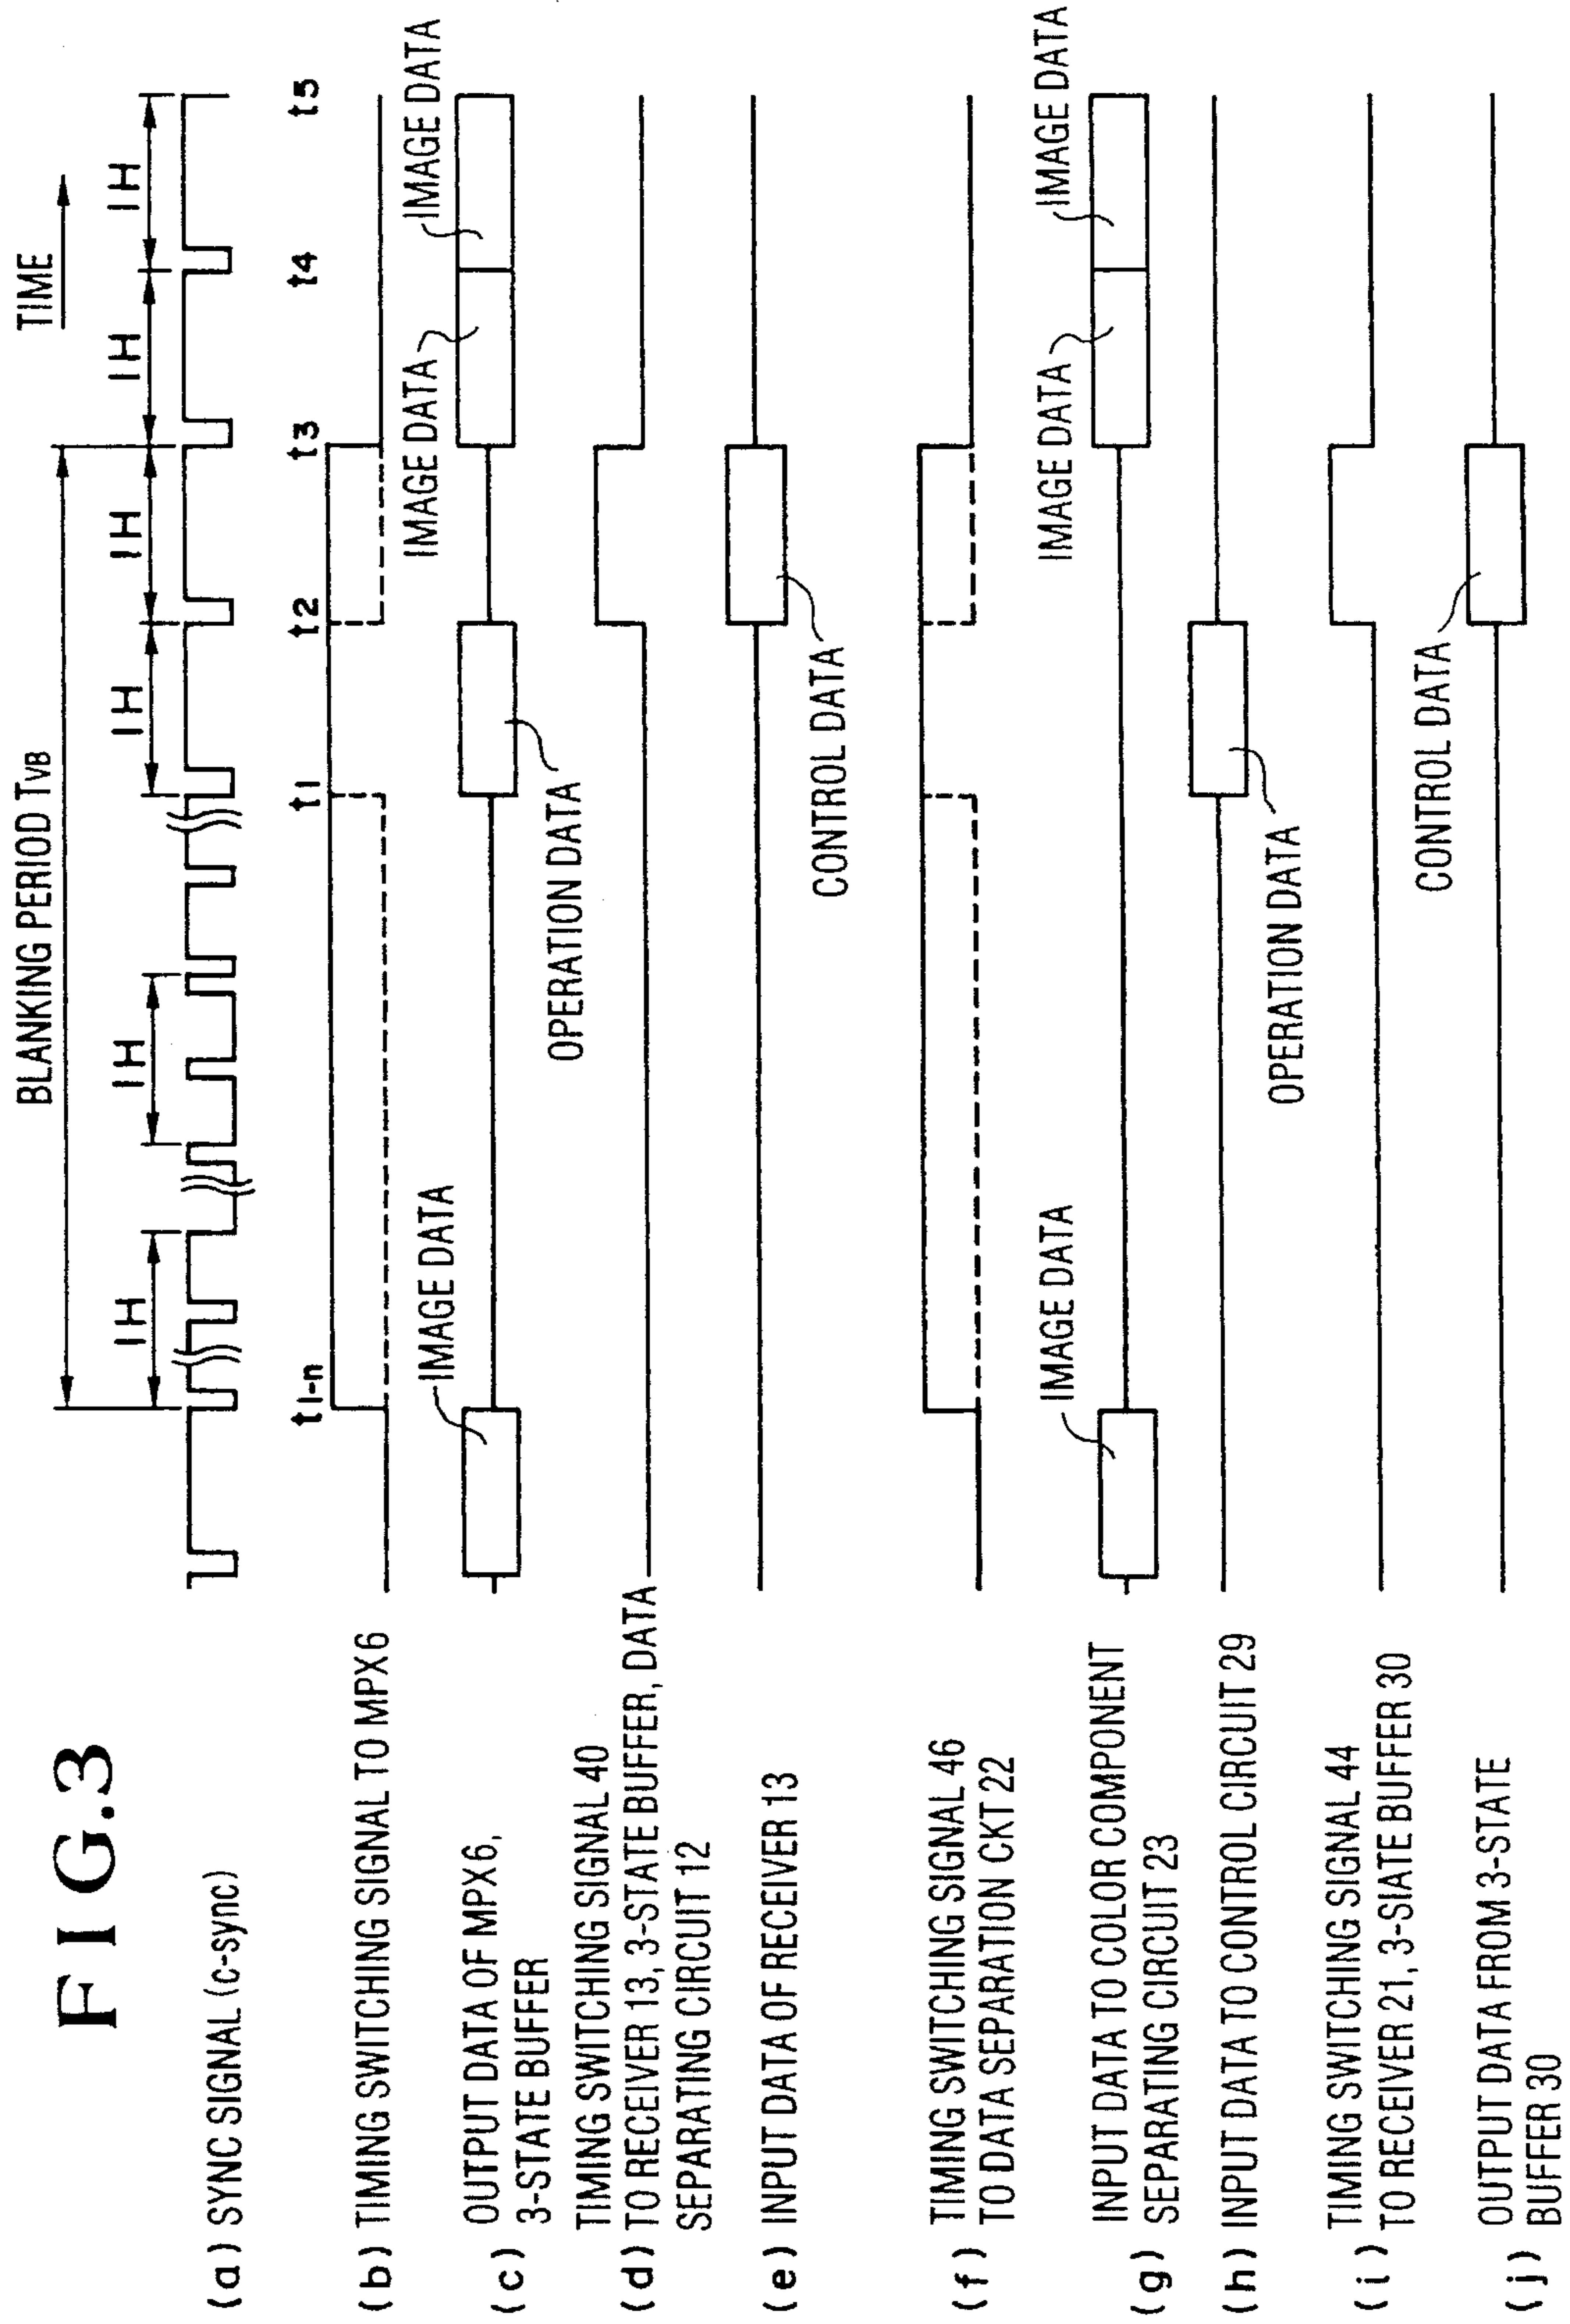 FIG.3
TIME
BLANKING PERIOD TVB
1H 1H 1H 1H 1H 1H
(a) SYNC SIGNAL (c-sync)
t1-n t1 t2 t3 t4 t5
(b) TIMING SWITCHING SIGNAL TO MPX6
IMAGE DATA IMAGE DATA IMAGE DATA
(c) OUTPUT DATA OF MPX6,
3-STATE BUFFER
OPERATION DATA
TIMING SWITCHING SIGNAL 40
(d) TO RECEIVER 13, 3-STATE BUFFER, DATA
SEPARATING CIRCUIT 12
(e) INPUT DATA OF RECEIVER 13
CONTROL DATA
TIMING SWITCHING SIGNAL 46
(f) TO DATA SEPARATION CKT 22
IMAGE DATA IMAGE DATA IMAGE DATA
INPUT DATA TO COLOR COMPONENT
(g) SEPARATING CIRCUIT 23
(h) INPUT DATA TO CONTROL CIRCUIT 29
OPERATION DATA
TIMING SWITCHING SIGNAL 44
(i) TO RECEIVER 21, 3-SIATE BUFFER 30
CONTROL DATA
OUTPUT DATA FROM 3-STATE
(j) BUFFER 30